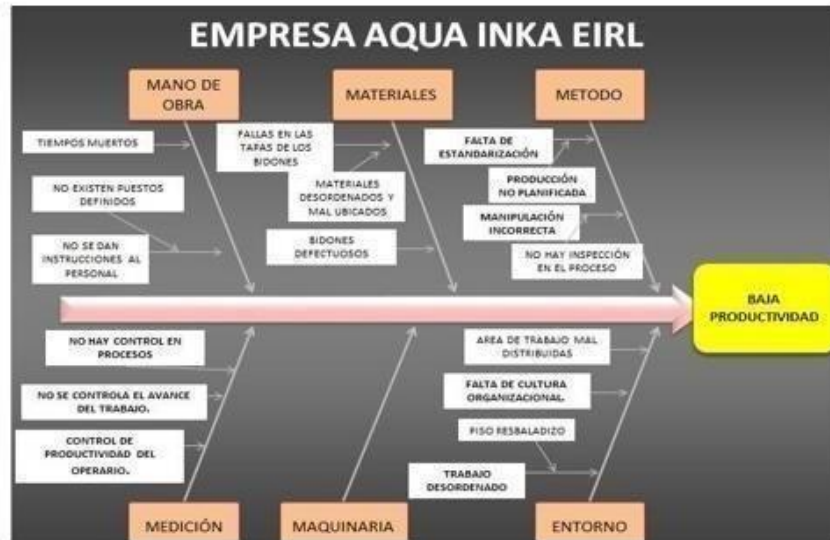 EMPRESA AQUA INKA EIRL
MANO DE
OBRA
MATERIALES
METODO
TIEMPOS MUERTOS
NO EXISTEN PUESTOS
DEFINIDOS
NO SE DAN
INSTRUCCIONES AL
PERSONAL
FALLAS EN LAS
TAPAS DE LOS
BIDONES
MATERIALES
DESORDENADOS Y
MAL UBICADOS
BIDONES
DEFECTUOSOS
FALTA DE
ESTANDARIZACIÓN
PRODUCCIÓN
NO PLANIFICADA
MANIPULACIÓN
INCORRECTA
NO HAY INSPECCIÓN
EN EL PROCESO
BAJA
PRODUCTIVIDAD
NO HAY CONTROL EN
PROCESOS
NO SE CONTROLA EL AVANCE
DEL TRABAJO.
CONTROL DE
PRODUCTIVIDAD DEL
OPERARIO.
AREA DE TRABAJO MAL
DISTRIBUIDAS
FALTA DE CULTURA
ORGANIZACIONAL.
PISO RESBALADIZO
TRABAJO
DESORDENADO
MEDICIÓN
MAQUINARIA
ENTORNO